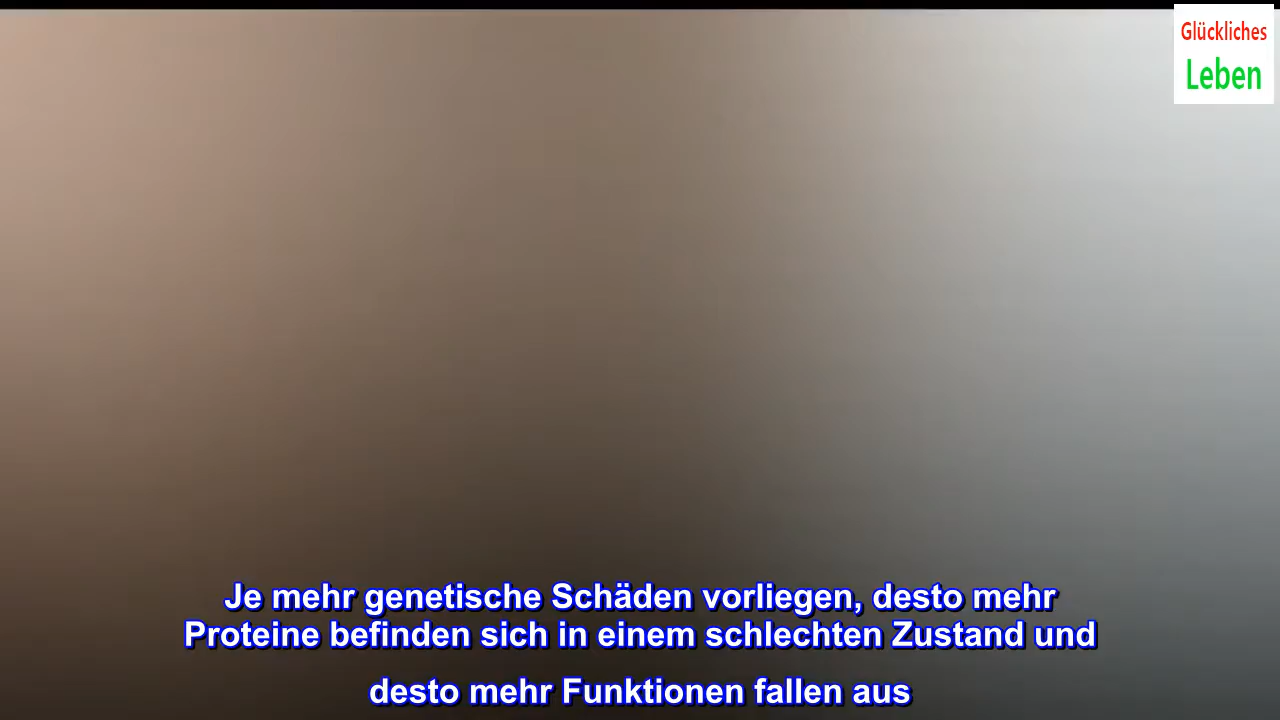 Glückliches
Leben
Je mehr genetische Schäden vorliegen, desto mehr
Proteine befinden sich in einem schlechten Zustand und
desto mehr Funktionen fallen aus